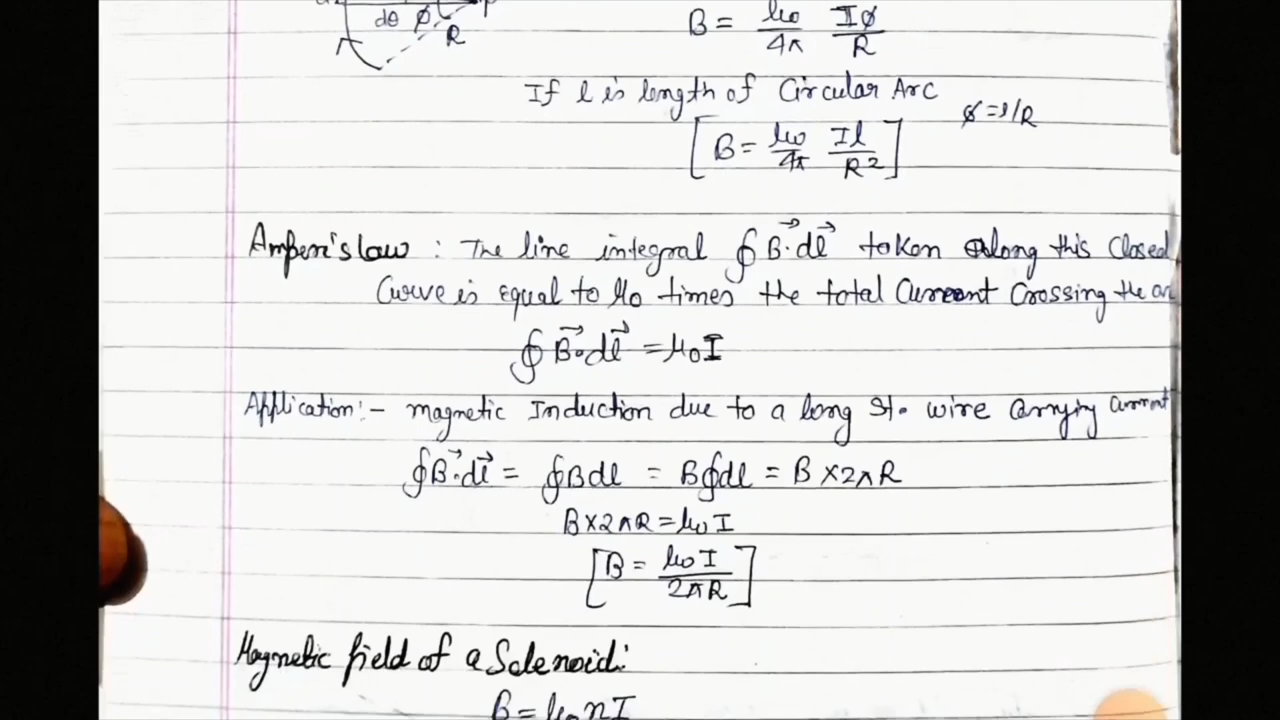 dθ φ R
B = μ₀/4π Iφ/R
If l is length of Circular Arc
φ = l/R
[B = μ₀/4π Il/R²]
Amper's law : The line integral ∮B⃗·dl⃗ taken along this Closed
Curve is equal to μ₀ times the total Current Crossing the
∮B⃗·dl⃗ = μ₀I
Application:- magnetic Induction due to a long St. wire carrying current
∮B⃗·dl⃗ = ∮Bdl = B∮dl = B×2πR
B×2πR = μ₀I
[B = μ₀I/2πR]
Magnetic field of a Solenoid:
B = μ₀nI